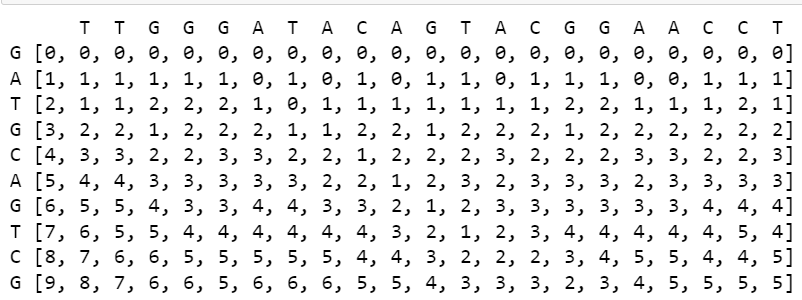 T T G G G A T A C A G T A C G G A A C C T
G [0, 0, 0, 0, 0, 0, 0, 0, 0, 0, 0, 0, 0, 0, 0, 0, 0, 0, 0, 0, 0, 0]
A [1, 1, 1, 1, 1, 1, 0, 1, 0, 1, 0, 1, 1, 0, 1, 1, 1, 0, 0, 1, 1, 1]
T [2, 1, 1, 2, 2, 2, 1, 0, 1, 1, 1, 1, 1, 1, 1, 2, 2, 1, 1, 1, 2, 1]
G [3, 2, 2, 1, 2, 2, 2, 1, 1, 2, 2, 1, 2, 2, 2, 1, 2, 2, 2, 2, 2, 2]
C [4, 3, 3, 2, 2, 3, 3, 2, 2, 1, 2, 2, 2, 3, 2, 2, 2, 3, 3, 2, 2, 3]
A [5, 4, 4, 3, 3, 3, 3, 3, 2, 2, 1, 2, 3, 2, 3, 3, 3, 2, 3, 3, 3, 3]
G [6, 5, 5, 4, 3, 3, 4, 4, 3, 3, 2, 1, 2, 3, 3, 3, 3, 3, 3, 4, 4, 4]
T [7, 6, 5, 5, 4, 4, 4, 4, 4, 4, 3, 2, 1, 2, 3, 4, 4, 4, 4, 4, 5, 4]
C [8, 7, 6, 6, 5, 5, 5, 5, 5, 4, 4, 3, 2, 2, 2, 3, 4, 5, 5, 4, 4, 5]
G [9, 8, 7, 6, 6, 5, 6, 6, 6, 5, 5, 4, 3, 3, 3, 2, 3, 4, 5, 5, 5, 5]